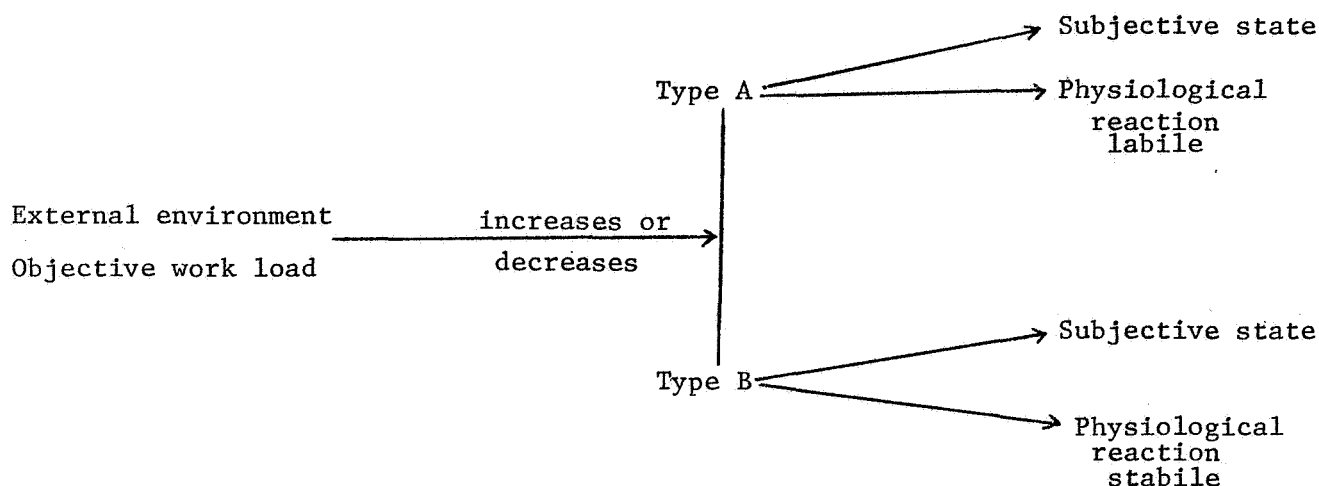 Subjective state
Type A
Physiological
reaction
labile
External environment
increases or
Objective work load
decreases
Subjective state
Type B
Physiological
reaction
stabile